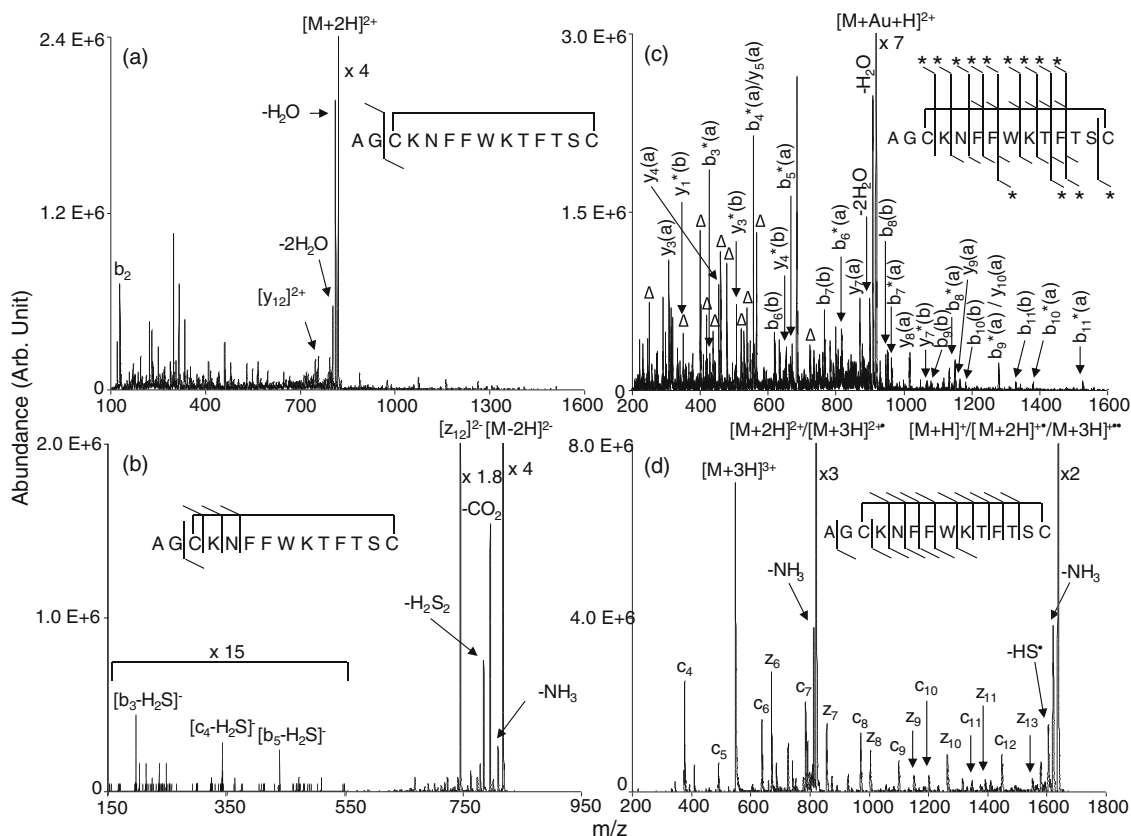 Abundance (Arb. Unit)
m/z
(a)
[M+2H]²⁺
2.4 E+6
x 4
-H₂O
AGCKNFFWKTFTSC
1.2 E+6
-2H₂O
b₂
[y₁₂]²⁺
0
100 400 700 1000 1300 1600
(c)
[M+Au+H]²⁺
3.0 E+6
x 7
* * * * * * * *
-H₂O
b₄*(a)/y₅(a)
AGCKNFFWKTFTSC
* * * *
y₄(a)
y₁*(b)
b₃*(a)
y₃*(b)
b₅*(a)
-2H₂O
1.5E+6
y₃(a)
Δ Δ Δ Δ Δ Δ Δ Δ Δ Δ Δ
b₆(b)
y₄*(b)
b₇(b)
b₆*(a)
y₇(a)
b₈(b)
b₇*(a)
y₈(a)
y₇*(b)
b₉(b)
b₈*(a)
y₉(a)
b₁₀(b)
b₉*(a) / y₁₀(a)
b₁₁(b)
b₁₀*(a)
b₁₁*(a)
0
200 400 600 800 1000 1200 1400 1600
(b)
[z₁₂]²⁻ [M-2H]²⁻
2.0 E+6
x 1.8
x 4
-CO₂
AGCKNFFWKTFTSC
-H₂S₂
1.0 E+6
x 15
-NH₃
[b₃-H₂S]⁻
[c₄-H₂S]⁻
[b₅-H₂S]⁻
0
150 350 550 750 950
(d)
[M+2H]²⁺/[M+3H]²⁺•
[M+H]⁺/[M+2H]⁺•/M+3H]⁺••
8.0 E+6
[M+3H]³⁺
x3
x2
AGCKNFFWKTFTSC
-NH₃
-NH₃
4.0 E+6
-HS•
c₄
c₅
c₆
z₆
c₇
z₇
c₈
z₈
c₉
z₉
c₁₀
z₁₀
c₁₁
z₁₁
c₁₂
z₁₃
0
200 400 600 800 1000 1200 1400 1600 1800